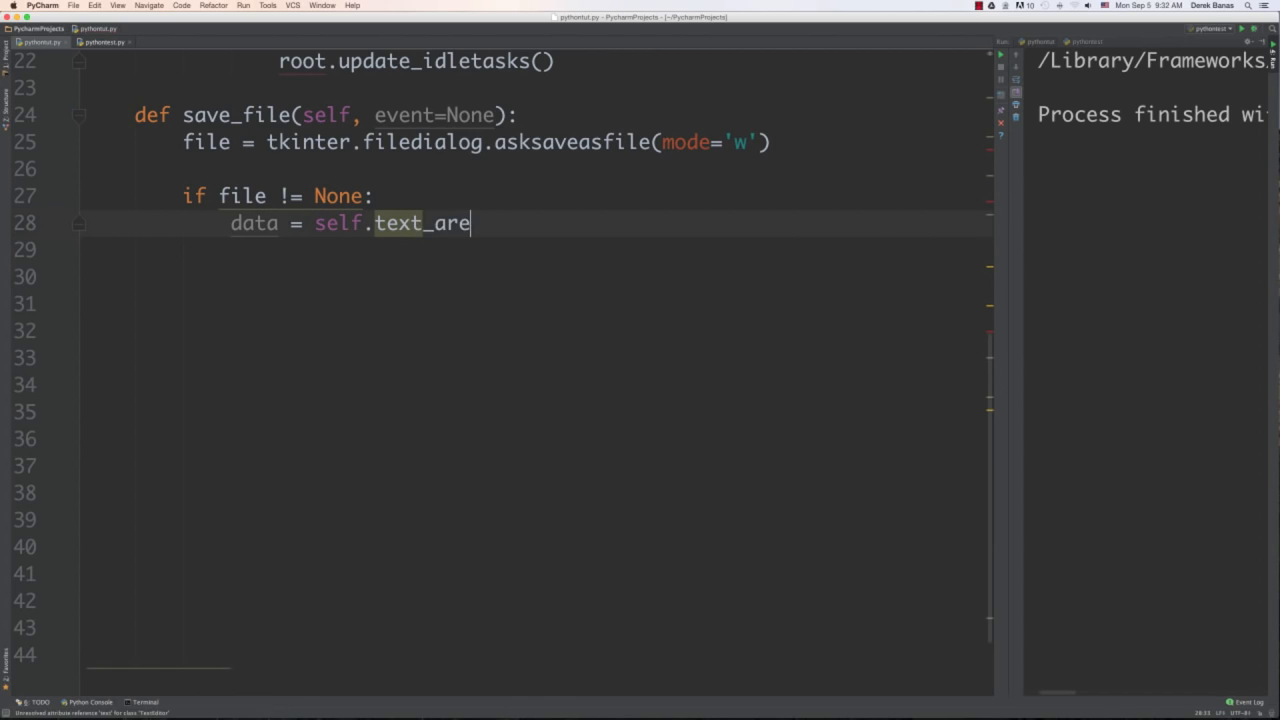 PyCharm File Edit View Navigate Code Refactor Run Tools VCS Window Help
10 Mon Sep 5 9:32 AM Derek Banas
pythontut.py - PycharmProjects - [~/PycharmProjects]
PycharmProjects pythontut.py pythontest
pythontut.py pythontest.py Run: pythontut pythontest
22 root.update_idletasks()
23
24 def save_file(self, event=None):
25 file = tkinter.filedialog.asksaveasfile(mode='w')
26
27 if file != None:
28 data = self.text_are
29
30
31
32
33
34
35
36
37
38
39
40
41
42
43
44
/Library/Frameworks
Process finished wi
1: Project
7: Structure
2: Favorites
6: TODO Python Console Terminal Event Log
Unresolved attribute reference 'text' for class 'TextEditor' UTF-8